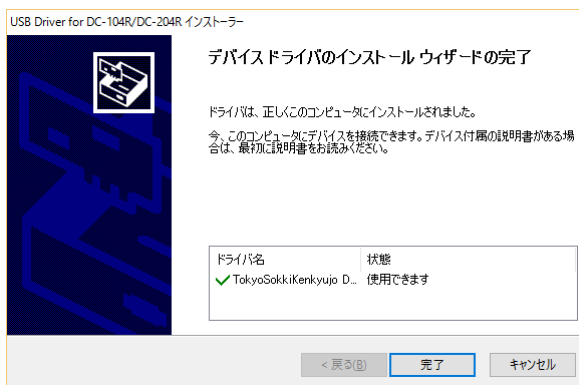 USB Driver for DC-104R/DC-204R インストーラー
デバイス ドライバのインストール ウィザードの完了
ドライバは、正しくこのコンピュータにインストールされました。
今、このコンピュータにデバイスを接続できます。デバイス付属の説明書がある場
合は、最初に説明書をお読みください。
ドライバ名 状態
TokyoSokkiKenkyujo D... 使用できます
< 戻る(B) 完了 キャンセル